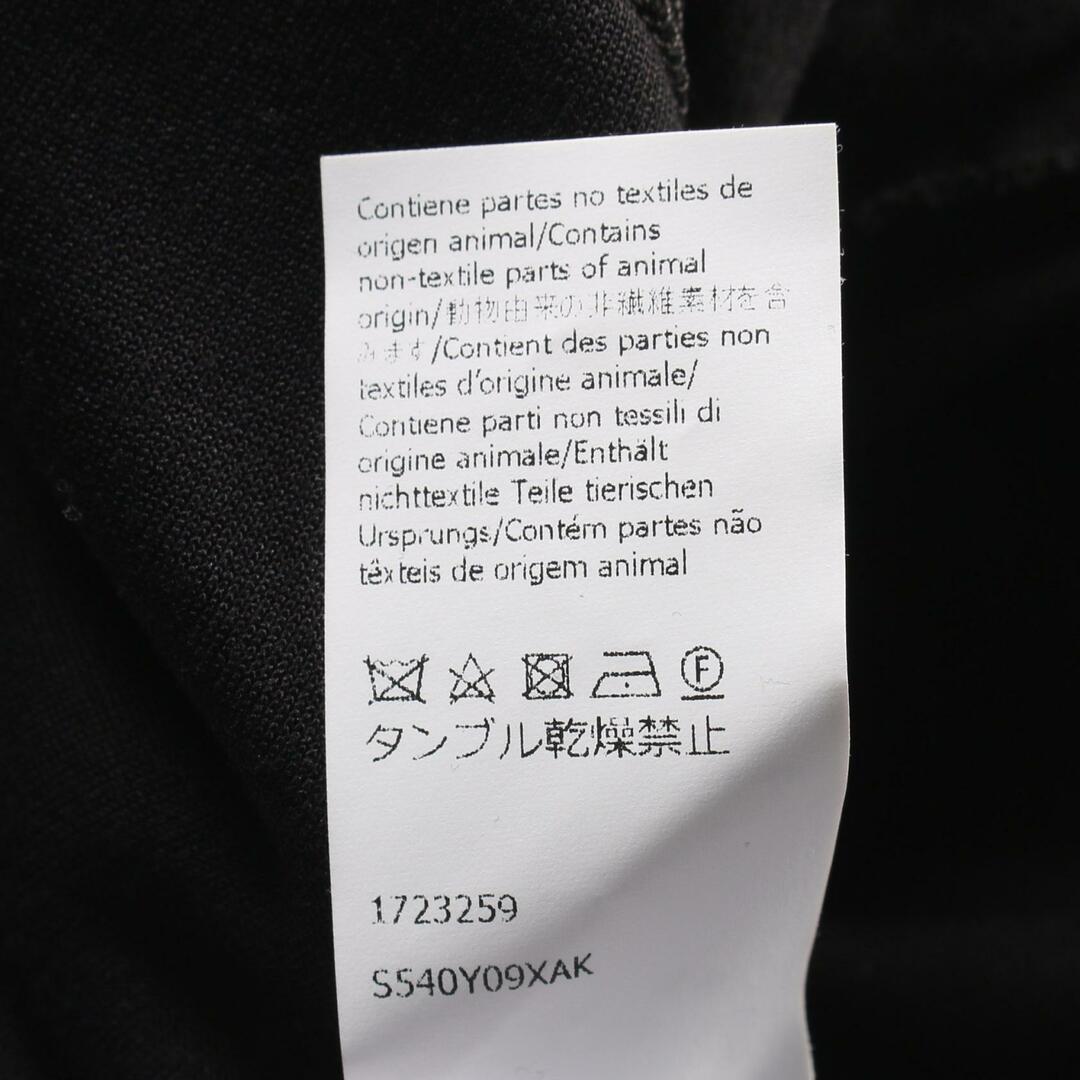 Contiene partes no textiles de
origen animal/Contains
non-textile parts of animal
origin/動物由来の非繊維素材を含
みます/Contient des parties non
textiles d'origine animale/
Contiene parti non tessili di
origine animale/Enthält
nichttextile Teile tierischen
Ursprungs/Contém partes não
têxteis de origem animal
F
タンブル乾燥禁止
1723259
S540Y09XAK